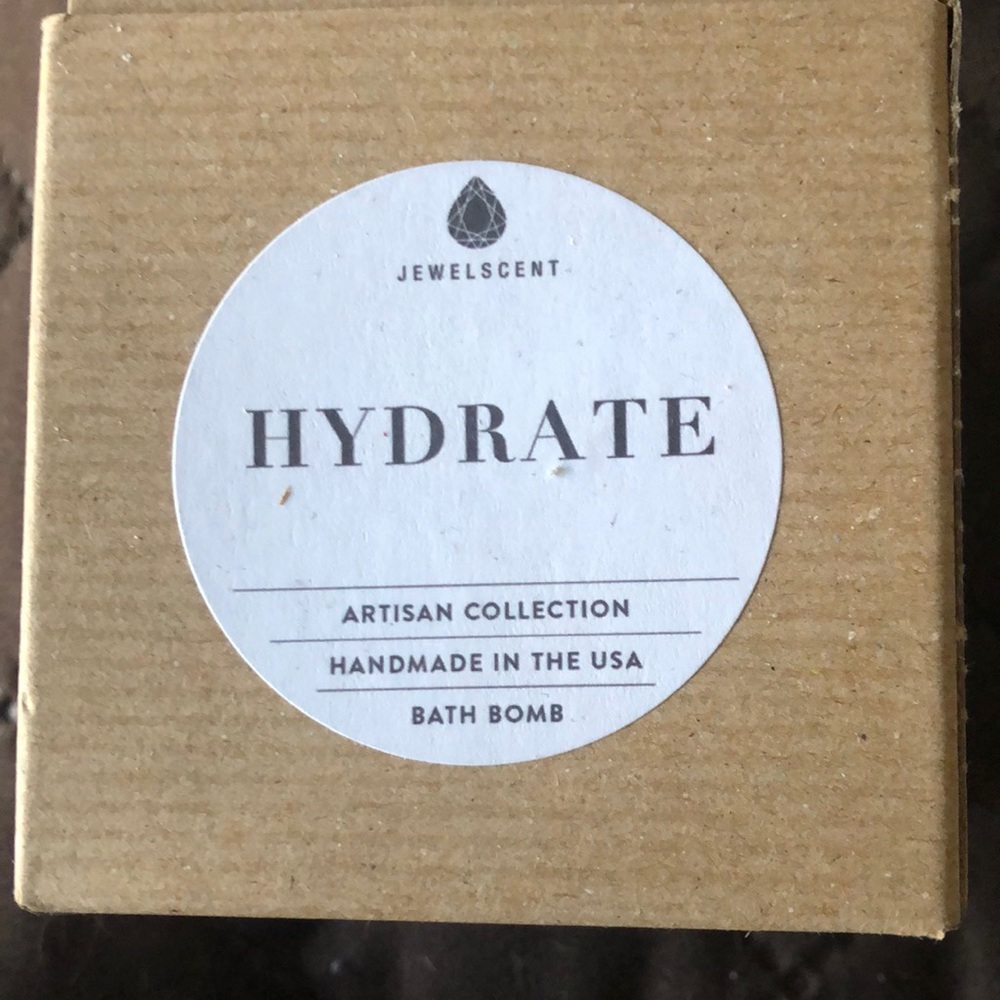 JEWELSCENT
HYDRATE
ARTISAN COLLECTION
HANDMADE IN THE USA
BATH BOMB